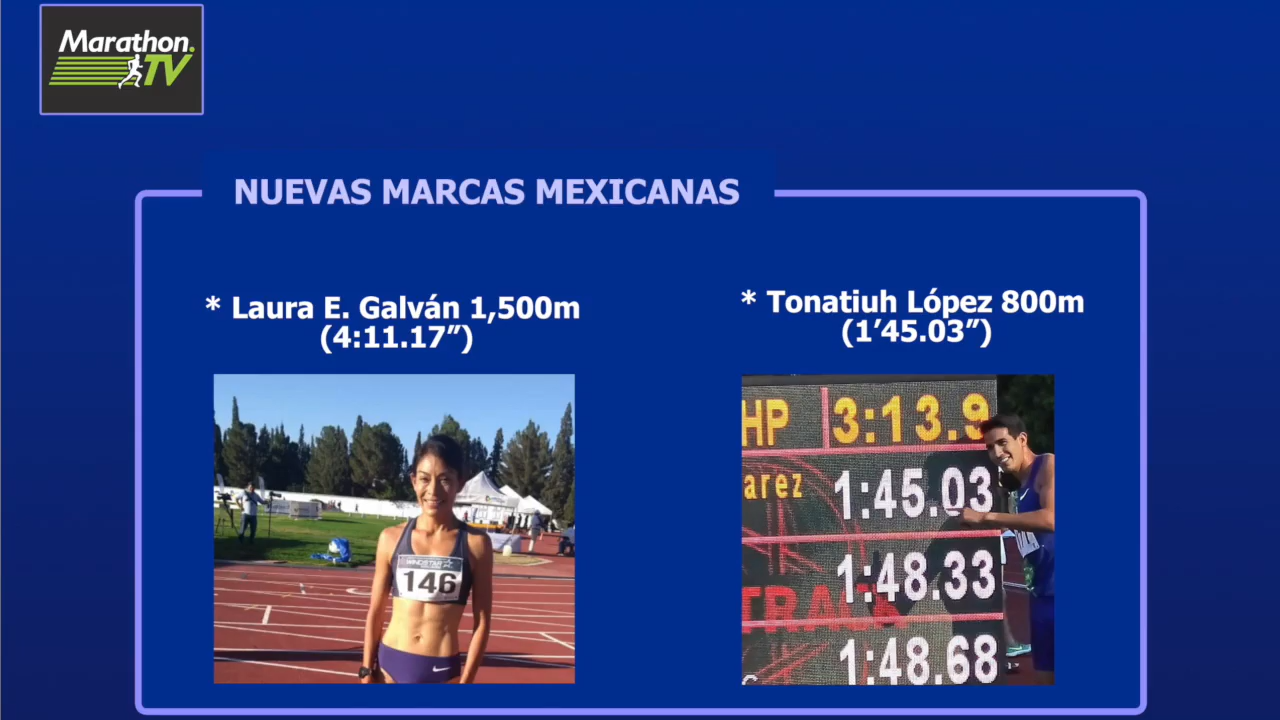 Marathon.
TV
NUEVAS MARCAS MEXICANAS
* Laura E. Galván 1,500m
(4:11.17”)
* Tonatiuh López 800m
(1’45.03”)
WINDSTAR
146
HP 3:13.9
arez 1:45.03
1:48.33
TRA
1:48.68